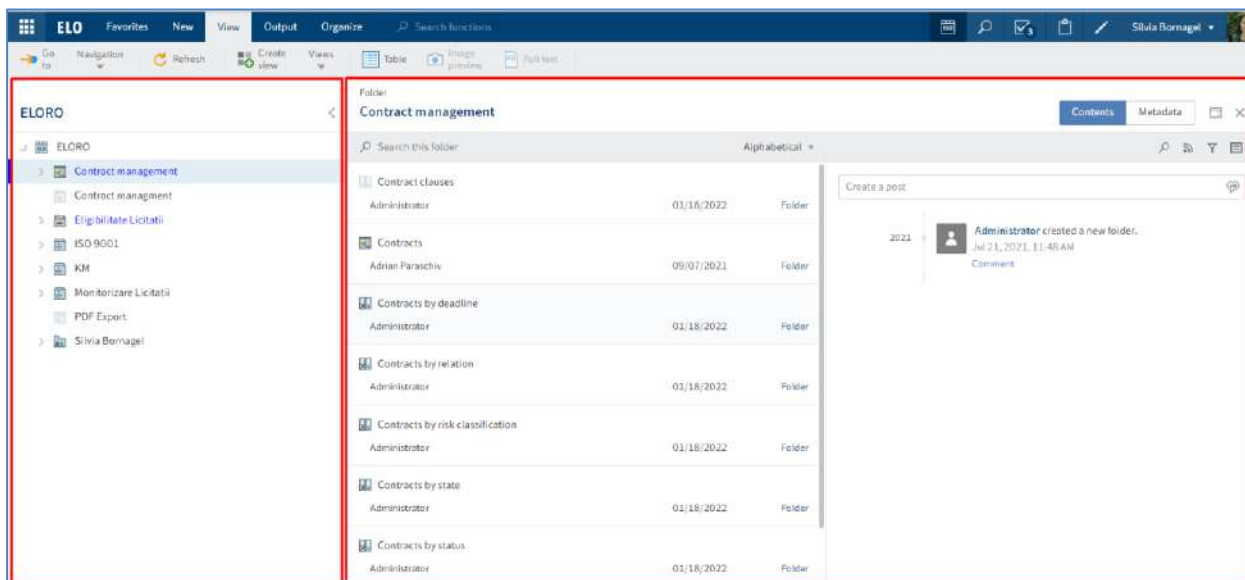 ELO Favorites New View Output Organize Search functions 3 Silvia Bornagel
Go to Navigation Refresh Create view Views Table Image preview Full text
ELORO
ELORO
Contract management
Contract managment
Eligibilitate Licitatii
ISO 9001
KM
Monitorizare Licitatii
PDF Export
Silvia Bornagel
Folder
Contract management
Contents Metadata
Search this folder Alphabetical
Contract clauses
Administrator 01/18/2022 Folder
Contracts
Adrian Paraschiv 09/07/2021 Folder
Contracts by deadline
Administrator 01/18/2022 Folder
Contracts by relation
Administrator 01/18/2022 Folder
Contracts by risk classification
Administrator 01/18/2022 Folder
Contracts by state
Administrator 01/18/2022 Folder
Contracts by status
Administrator 01/18/2022 Folder
Create a post
2021 Administrator created a new folder.
Jul 21, 2021, 11:48 AM
Comment